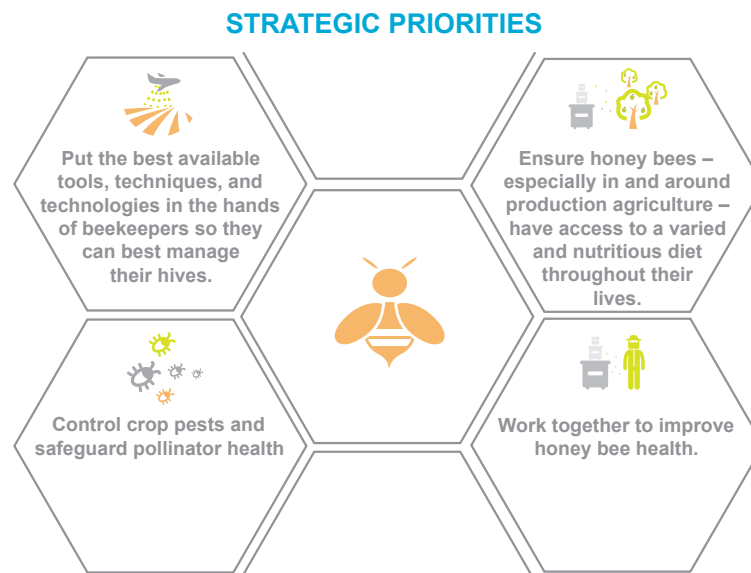 STRATEGIC PRIORITIES
Put the best available
tools, techniques, and
technologies in the hands
of beekeepers so they
can best manage
their hives.
Ensure honey bees –
especially in and around
production agriculture –
have access to a varied
and nutritious diet
throughout their
lives.
Control crop pests and
safeguard pollinator health
Work together to improve
honey bee health.